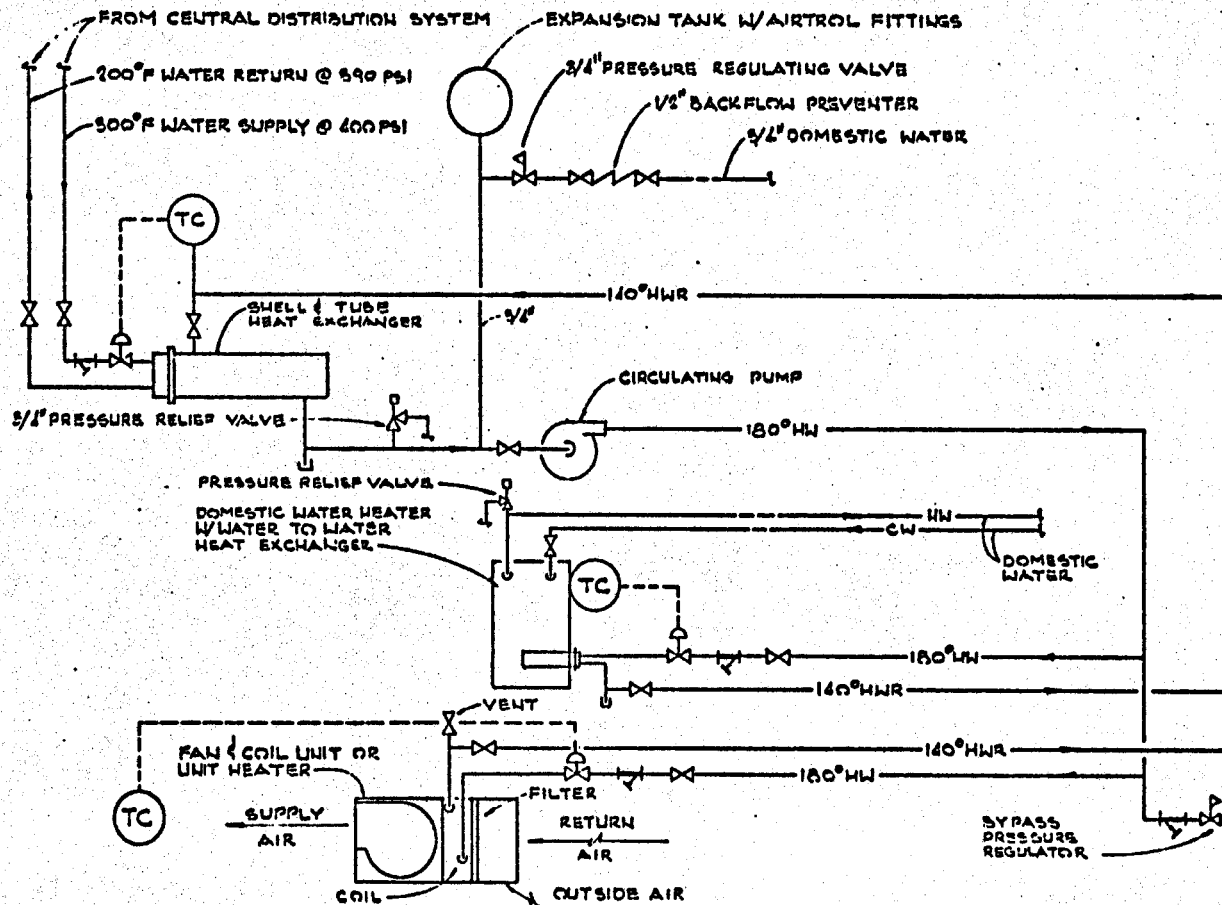 FROM CENTRAL DISTRIBUTION SYSTEM
EXPANSION TANK W/AIRTROL FITTINGS
200°F WATER RETURN @ 390 PSI
3/4" PRESSURE REGULATING VALVE
1/2" BACKFLOW PREVENTER
300°F WATER SUPPLY @ 400 PSI
3/4" DOMESTIC WATER
TC
140° HWR
SHELL & TUBE
HEAT EXCHANGER
3/4"
CIRCULATING PUMP
3/4" PRESSURE RELIEF VALVE
180° HW
PRESSURE RELIEF VALVE
DOMESTIC WATER HEATER
W/WATER TO WATER
HEAT EXCHANGER
HW
CW
DOMESTIC
WATER
TC
180° HW
140° HWR
VENT
FAN & COIL UNIT OR
UNIT HEATER
140° HWR
180° HW
FILTER
TC
SUPPLY
AIR
RETURN
AIR
BYPASS
PRESSURE
REGULATOR
COIL
OUTSIDE AIR